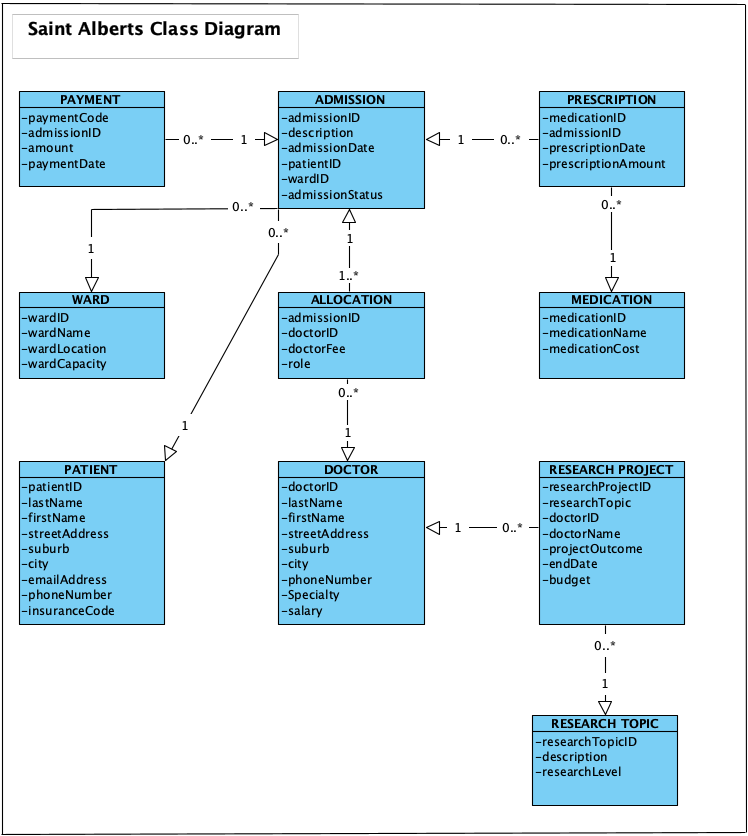 Saint Alberts Class Diagram
PAYMENT
-paymentCode
-admissionID
-amount
-paymentDate
0..*
1
ADMISSION
-admissionID
-description
-admissionDate
-patientID
-wardID
-admissionStatus
1
0..*
PRESCRIPTION
-medicationID
-admissionID
-prescriptionDate
-prescriptionAmount
0..*
0..*
0..*
1
1
1
1..*
WARD
-wardID
-wardName
-wardLocation
-wardCapacity
ALLOCATION
-admissionID
-doctorID
-doctorFee
-role
MEDICATION
-medicationID
-medicationName
-medicationCost
0..*
1
1
PATIENT
-patientID
-lastName
-firstName
-streetAddress
-suburb
-city
-emailAddress
-phoneNumber
-insuranceCode
DOCTOR
-doctorID
-lastName
-firstName
-streetAddress
-suburb
-city
-phoneNumber
-Specialty
-salary
1
0..*
RESEARCH PROJECT
-researchProjectID
-researchTopic
-doctorID
-doctorName
-projectOutcome
-endDate
-budget
0..*
1
RESEARCH TOPIC
-researchTopicID
-description
-researchLevel